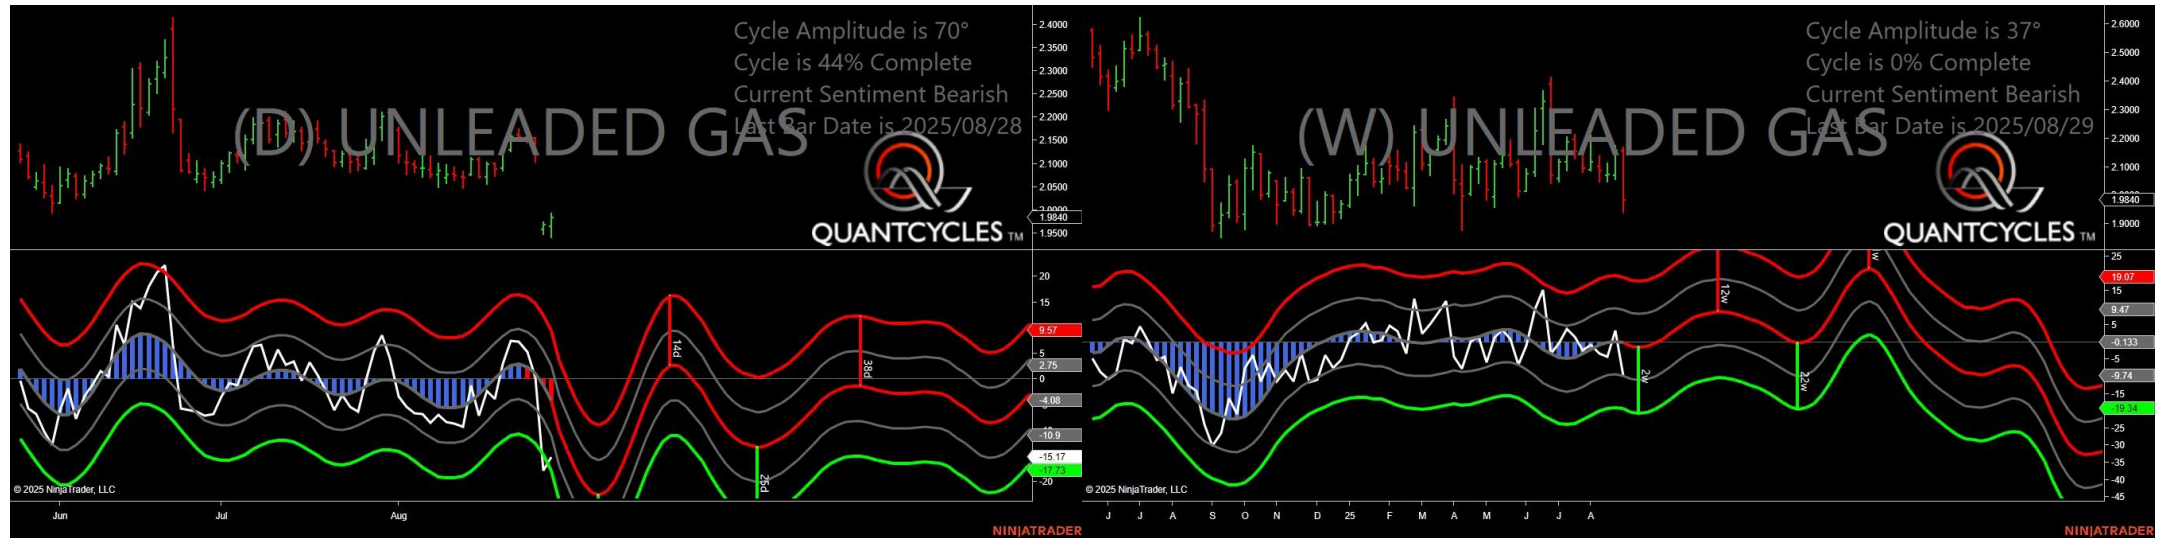 Cycle Amplitude is 70°
Cycle is 44% Complete
Current Sentiment Bearish
Last Bar Date is 2025/08/28
(D) UNLEADED GAS
QUANTCYCLES TM
2.4000
2.3500
2.3000
2.2500
2.2000
2.1500
2.1000
2.0500
2.0000
1.9840
1.9500
20
15
9.57
5
2.75
0
-4.08
-10.9
-15.17
-17.73
-20
14d
25d
38d
© 2025 NinjaTrader, LLC
Jun
Jul
Aug
NINJATRADER
Cycle Amplitude is 37°
Cycle is 0% Complete
Current Sentiment Bearish
Last Bar Date is 2025/08/29
(W) UNLEADED GAS
QUANTCYCLES TM
2.6000
2.5000
2.4000
2.3000
2.2000
2.1000
1.9840
1.9000
25
19.07
15
9.47
5
-0.133
-5
-9.74
-15
-19.34
-25
-30
-35
-40
-45
2w
12w
22w
© 2025 NinjaTrader, LLC
J
J
A
S
O
N
D
25
F
M
A
M
J
J
A
NINJATRADER